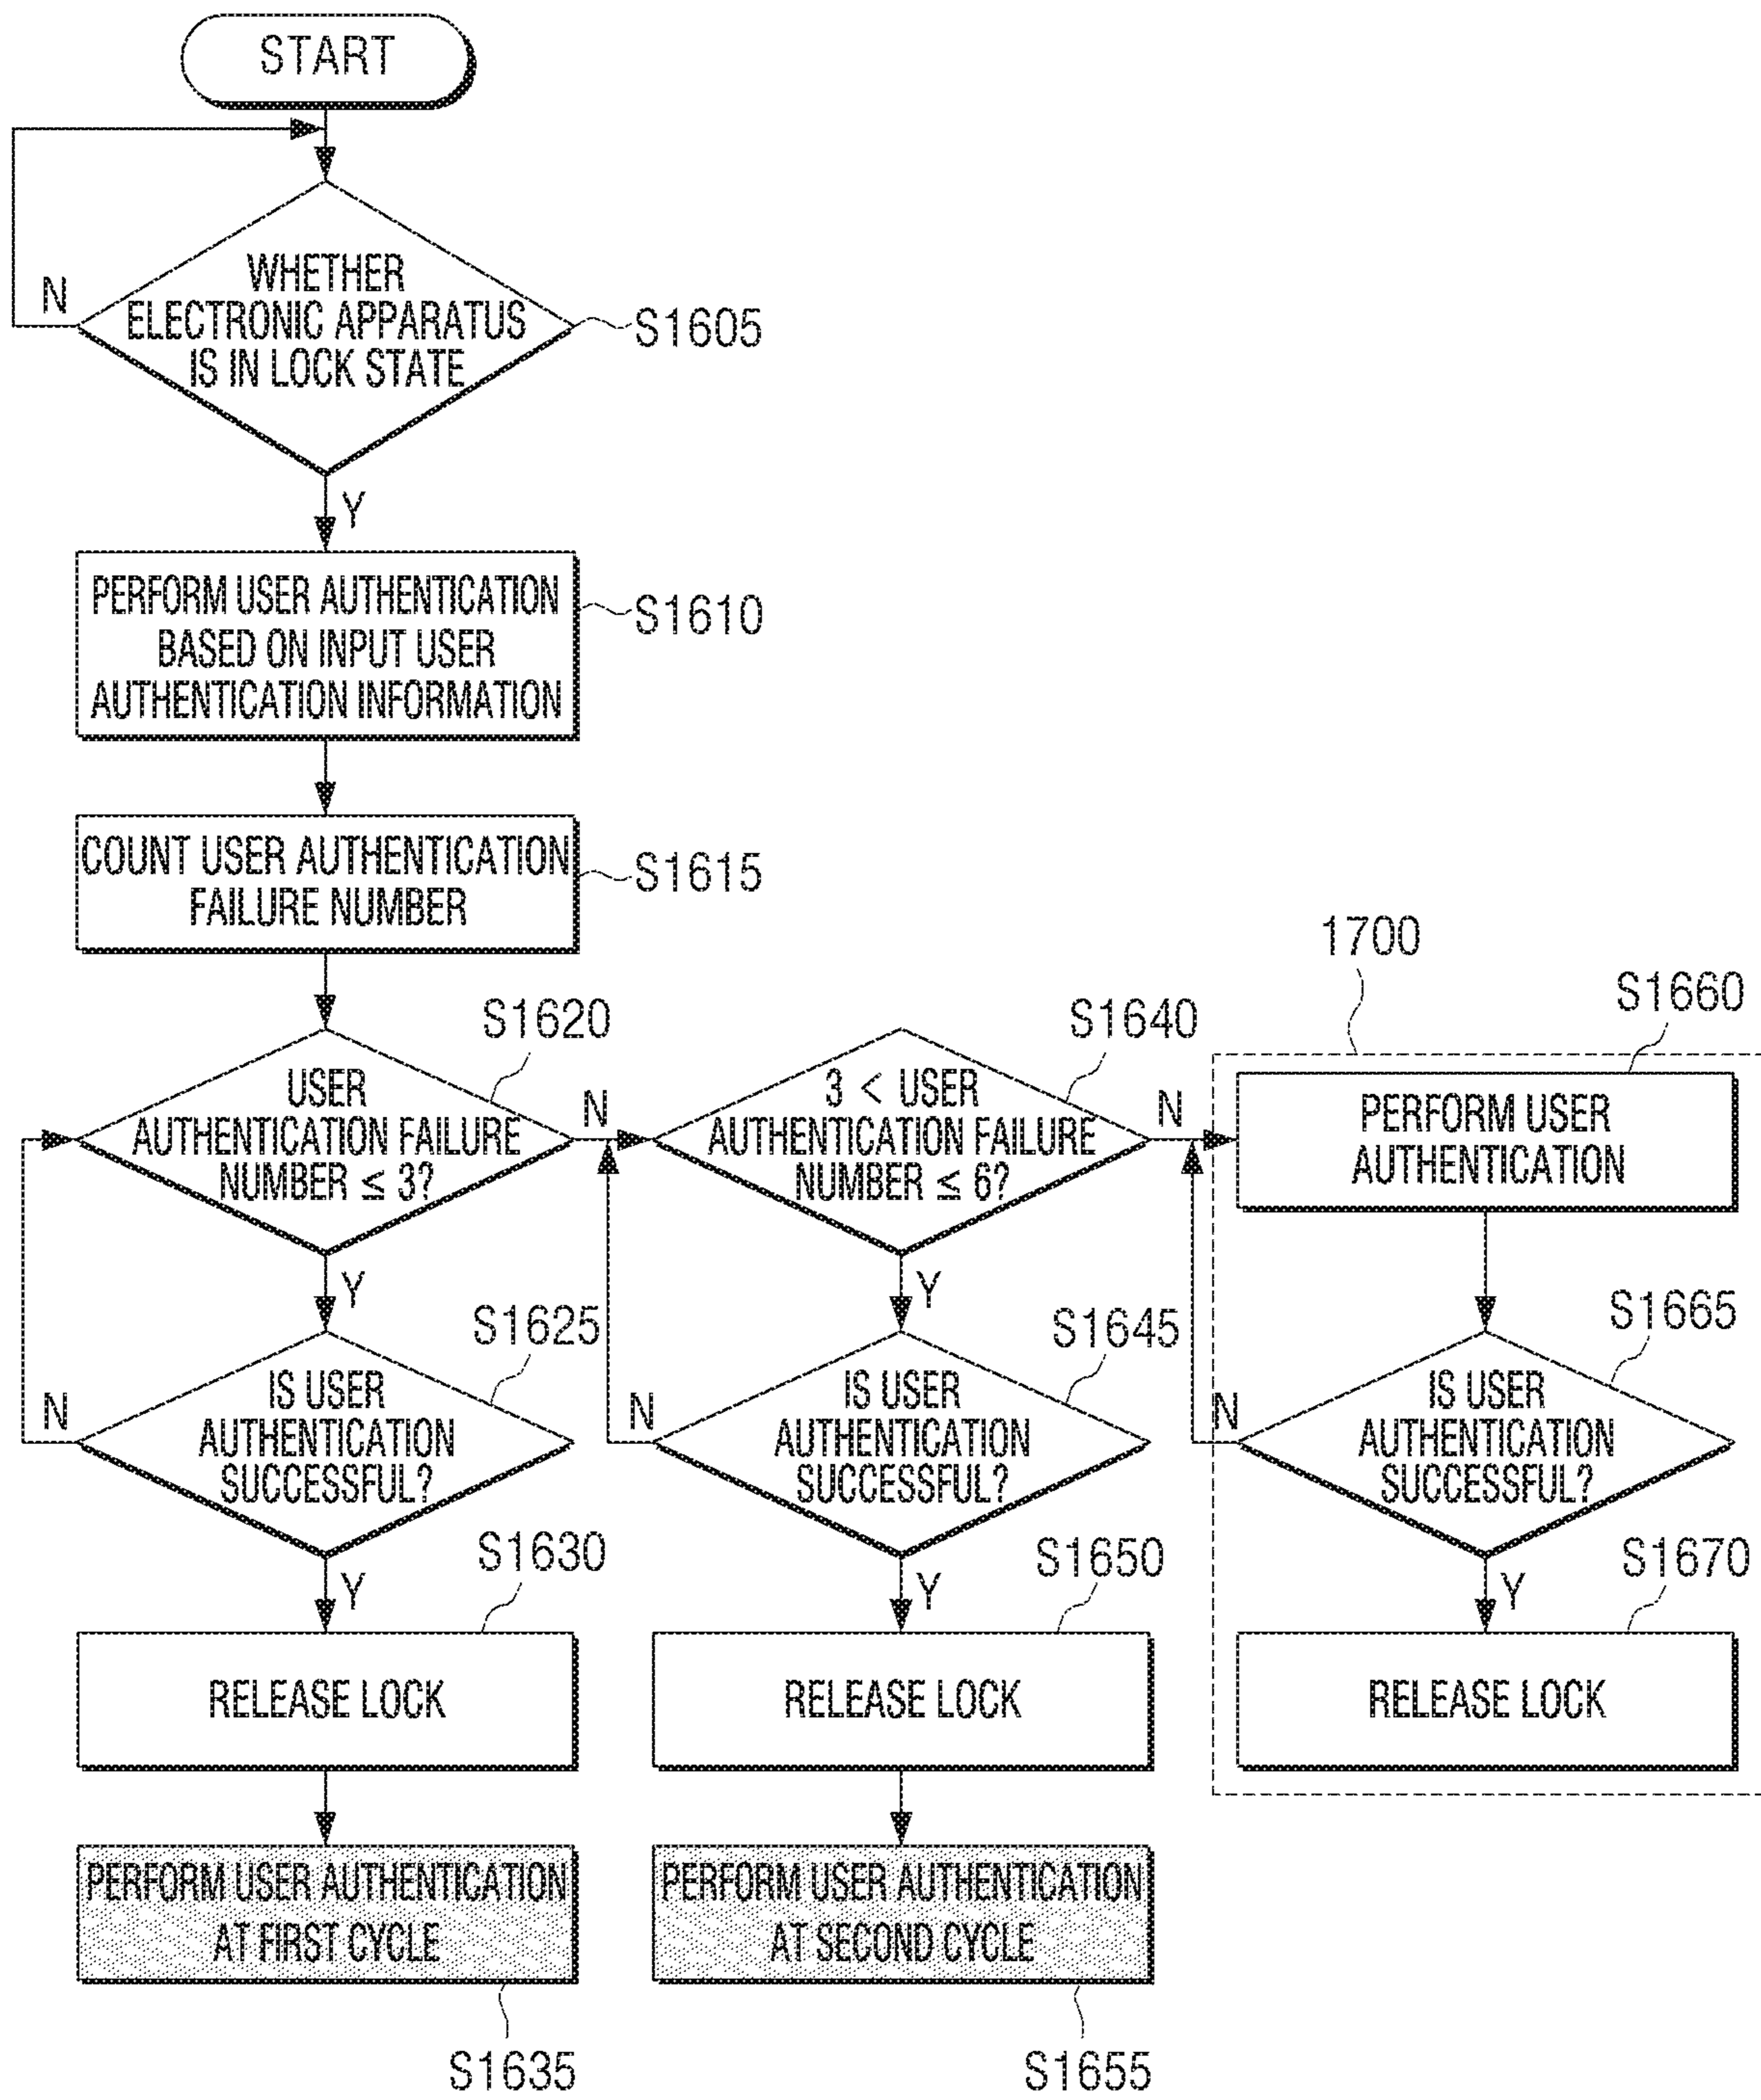 START
N
WHETHER
ELECTRONIC APPARATUS
IS IN LOCK STATE
S1605
Y
PERFORM USER AUTHENTICATION
BASED ON INPUT USER
AUTHENTICATION INFORMATION
S1610
COUNT USER AUTHENTICATION
FAILURE NUMBER
S1615
S1620
USER
AUTHENTICATION FAILURE
NUMBER ≤ 3?
N
Y
S1625
IS USER
AUTHENTICATION
SUCCESSFUL?
N
Y
S1630
RELEASE LOCK
PERFORM USER AUTHENTICATION
AT FIRST CYCLE
S1635
S1640
3 < USER
AUTHENTICATION FAILURE
NUMBER ≤ 6?
N
Y
S1645
IS USER
AUTHENTICATION
SUCCESSFUL?
N
Y
S1650
RELEASE LOCK
PERFORM USER AUTHENTICATION
AT SECOND CYCLE
S1655
1700
S1660
PERFORM USER
AUTHENTICATION
S1665
IS USER
AUTHENTICATION
SUCCESSFUL?
N
Y
S1670
RELEASE LOCK